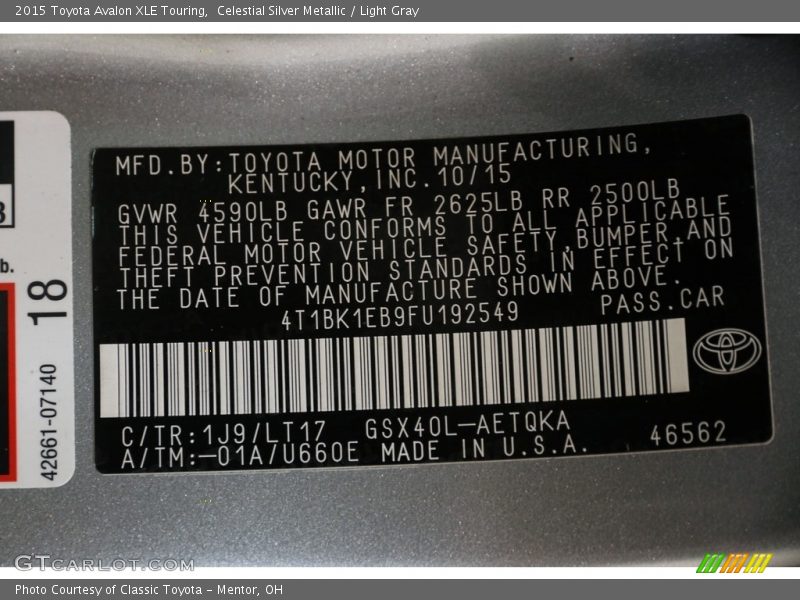 2015 Toyota Avalon XLE Touring,  Celestial Silver Metallic / Light Gray
MFD.BY:TOYOTA MOTOR MANUFACTURING,
KENTUCKY,INC.10/15
GVWR 4590LB GAWR FR 2625LB RR 2500LB
THIS VEHICLE CONFORMS TO ALL APPLICABLE
FEDERAL MOTOR VEHICLE SAFETY,BUMPER AND
THEFT PREVENTION STANDARDS IN EFFECT ON
THE DATE OF MANUFACTURE SHOWN ABOVE.
PASS.CAR
4T1BK1EB9FU192549
C/TR:1J9/LT17 GSX40L-AETQKA
A/TM:-01A/U660E MADE IN U.S.A.
46562
b.
18
42661-07140
GTCARLOT.COM
Photo Courtesy of Classic Toyota - Mentor, OH